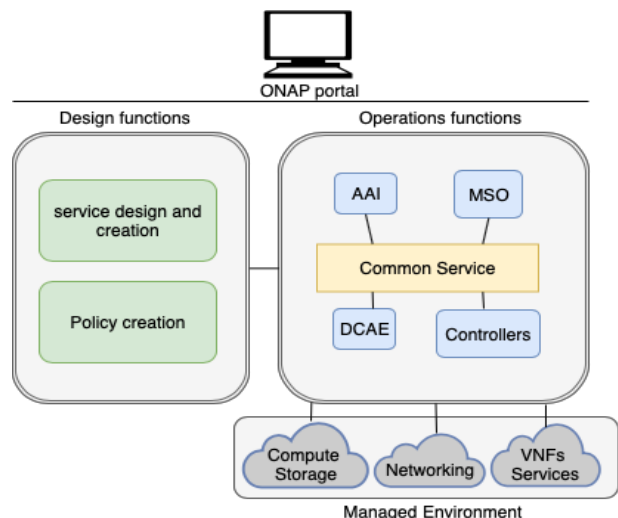 ONAP portal
Design functions
Operations functions
service design and
creation
Policy creation
AAI
MSO
Common Service
DCAE
Controllers
Compute
Storage
Networking
VNFs
Services
Managed Environment